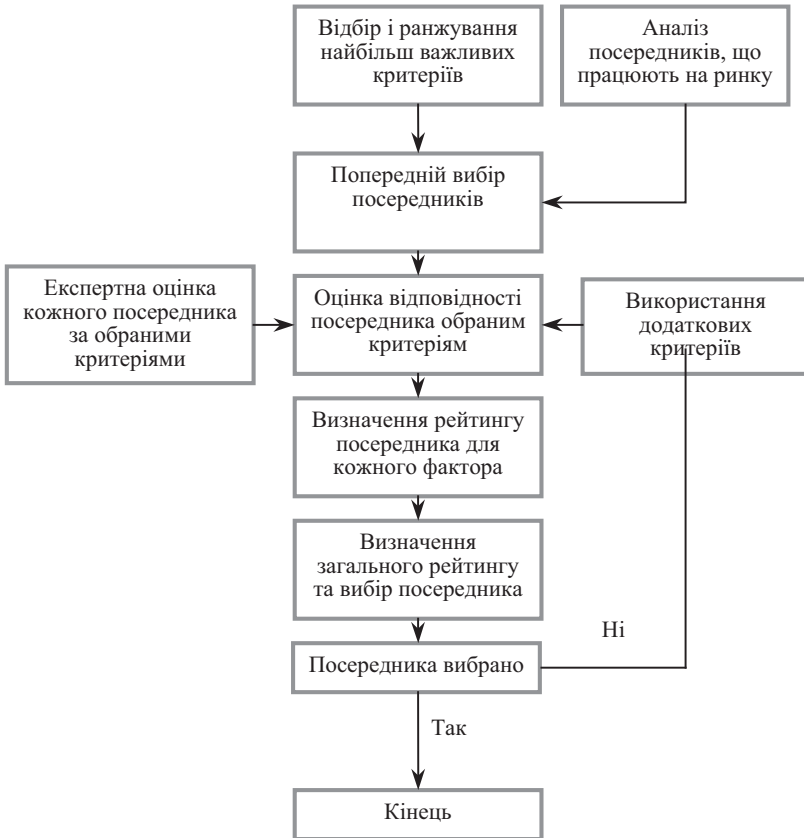 Відбір і ранжування
найбільш важливих
критеріїв
Аналіз
посередників, що
працюють на ринку
Попередній вибір
посередників
Експертна оцінка
кожного посередника
за обраними
критеріями
Оцінка відповідності
посередника обраним
критеріям
Використання
додаткових
критеріїв
Визначення рейтингу
посередника для
кожного фактора
Визначення
загального рейтингу
та вибір посередника
Ні
Посередника вибрано
Так
Кінець